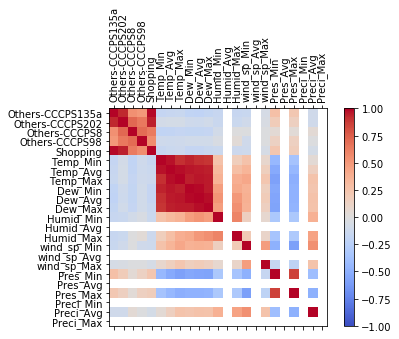 Others-CCCPS135a
Others-CCCPS202
Others-CCCPS8
Others-CCCPS98
Shopping
Temp_Min
Temp_Avg
Temp_Max
Dew_Min
Dew_Avg
Dew_Max
Humid_Min
Humid_Avg
Humid_Max
wind_sp_Min
wind_sp_Avg
wind_sp_Max
Pres_Min
Pres_Avg
Pres_Max
Preci_Min
Preci_Avg
Preci_Max
Others-CCCPS135a
Others-CCCPS202
Others-CCCPS8
Others-CCCPS98
Shopping
Temp_Min
Temp_Avg
Temp_Max
Dew_Min
Dew_Avg
Dew_Max
Humid_Min
Humid_Avg
Humid_Max
wind_sp_Min
wind_sp_Avg
wind_sp_Max
Pres_Min
Pres_Avg
Pres_Max
Preci_Min
Preci_Avg
Preci_Max
1.00
0.75
0.50
0.25
0.00
−0.25
−0.50
−0.75
−1.00